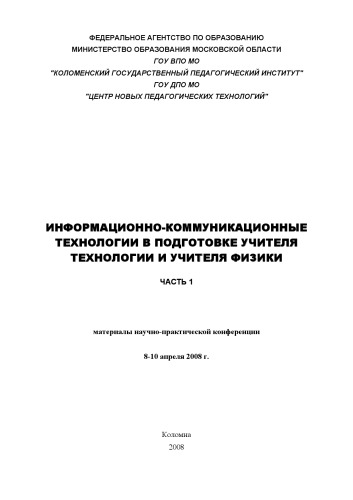 ФЕДЕРАЛЬНОЕ АГЕНТСТВО ПО ОБРАЗОВАНИЮ
МИНИСТЕРСТВО ОБРАЗОВАНИЯ МОСКОВСКОЙ ОБЛАСТИ
ГОУ ВПО МО
"КОЛОМЕНСКИЙ ГОСУДАРСТВЕННЫЙ ПЕДАГОГИЧЕСКИЙ ИНСТИТУТ"
ГОУ ДПО МО
"ЦЕНТР НОВЫХ ПЕДАГОГИЧЕСКИХ ТЕХНОЛОГИЙ"
ИНФОРМАЦИОННО-КОММУНИКАЦИОННЫЕ
ТЕХНОЛОГИИ В ПОДГОТОВКЕ УЧИТЕЛЯ
ТЕХНОЛОГИИ И УЧИТЕЛЯ ФИЗИКИ
ЧАСТЬ 1
материалы научно-практической конференции
8-10 апреля 2008 г.
Коломна
2008